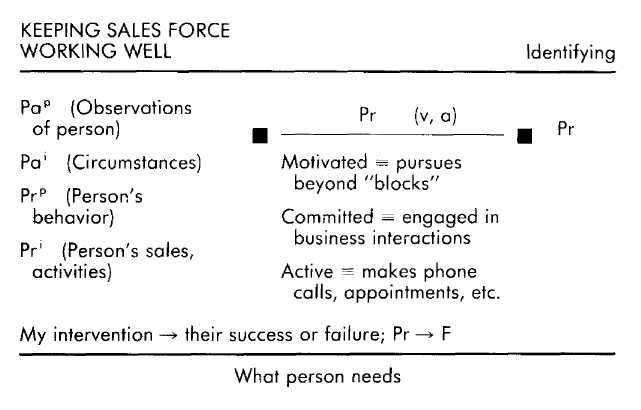 KEEPING SALES FORCE
WORKING WELL
Identifying
Paᵖ (Observations
of person)
Paⁱ (Circumstances)
Prᵖ (Person's
behavior)
Prⁱ (Person's sales,
activities)
Pr (v, a)
Pr
Motivated ≡ pursues
beyond "blocks"
Committed ≡ engaged in
business interactions
Active ≡ makes phone
calls, appointments, etc.
My intervention → their success or failure; Pr → F
What person needs